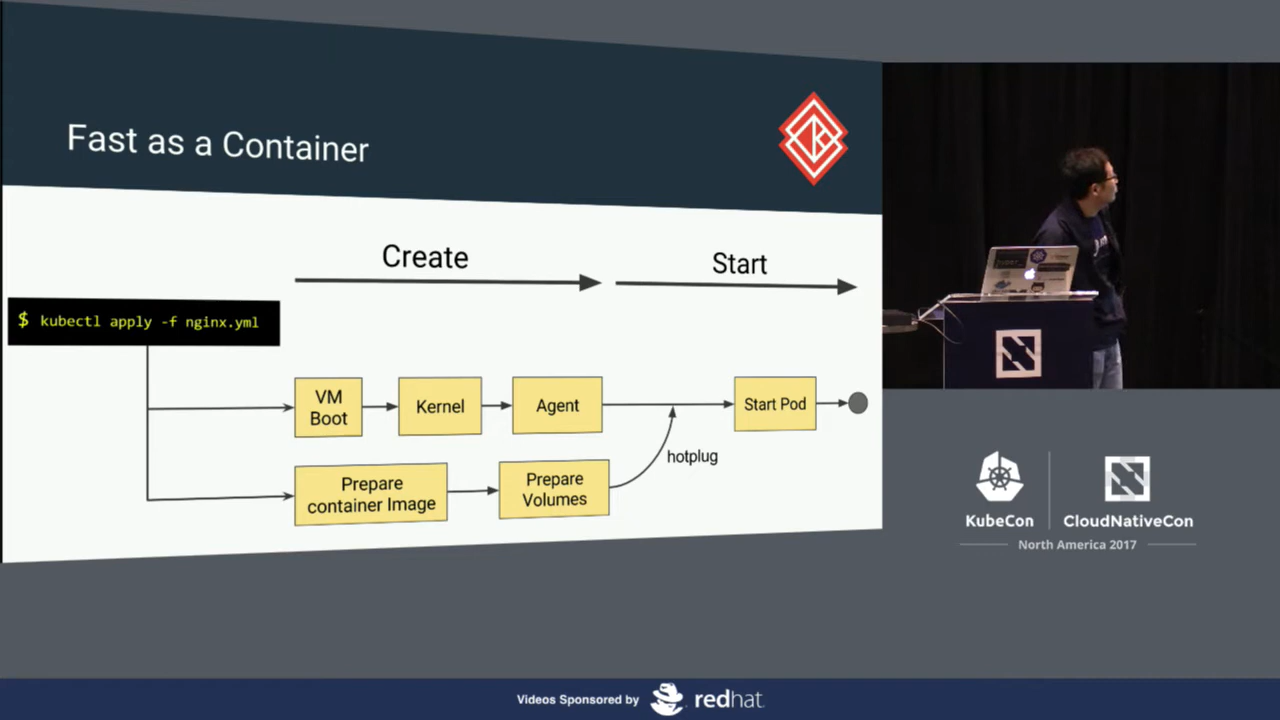 Fast as a Container
Create
Start
$ kubectl apply -f nginx.yml
VM
Boot
Kernel
Agent
Start Pod
hotplug
Prepare
container Image
Prepare
Volumes
KubeCon
CloudNativeCon
North America 2017
Videos Sponsored by
redhat